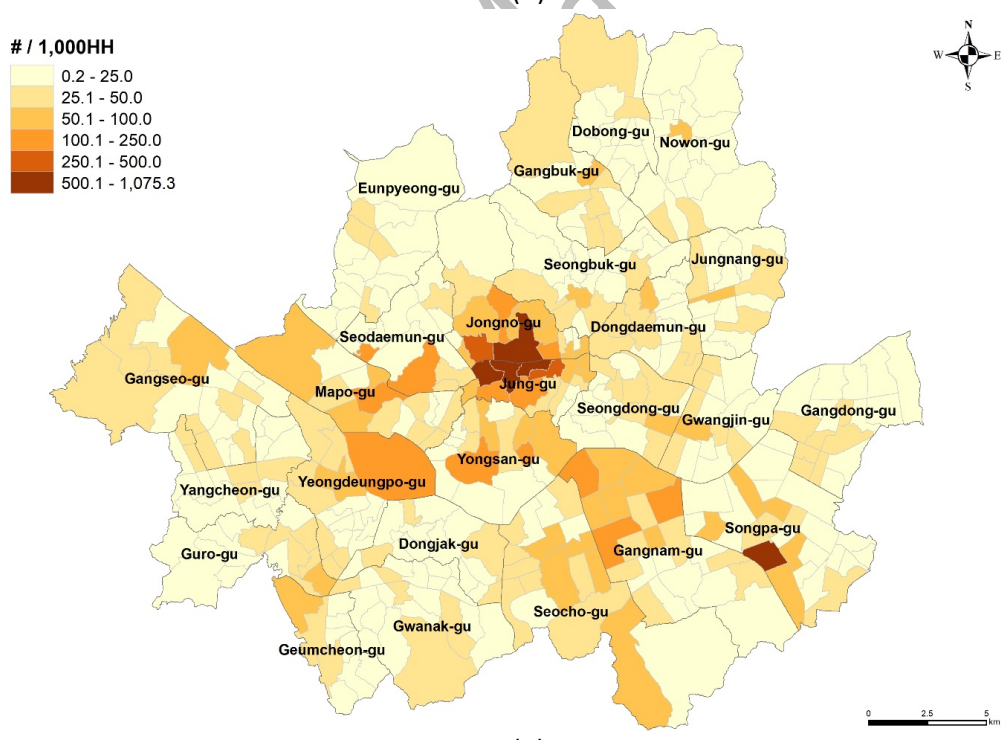 # / 1,000HH
0.2 - 25.0
25.1 - 50.0
50.1 - 100.0
100.1 - 250.0
250.1 - 500.0
500.1 - 1,075.3
N
W E
S
Dobong-gu
Nowon-gu
Gangbuk-gu
Eunpyeong-gu
Jungnang-gu
Seongbuk-gu
Jongno-gu
Dongdaemun-gu
Seodaemun-gu
Gangseo-gu
Jung-gu
Mapo-gu
Seongdong-gu
Gangdong-gu
Gwangjin-gu
Yongsan-gu
Yeongdeungpo-gu
Yangcheon-gu
Songpa-gu
Dongjak-gu
Gangnam-gu
Guro-gu
Seocho-gu
Gwanak-gu
Geumcheon-gu
0 2.5 5
km